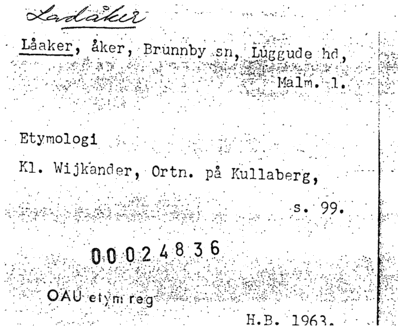 Ladåker
Låaker, åker, Brunnby sn, Luggude hd,
Malm. l.
Etymologi
Kl. Wijkander, Ortn. på Kullaberg,
s. 99.
00024836
OAU etym reg
H.B. 1963.